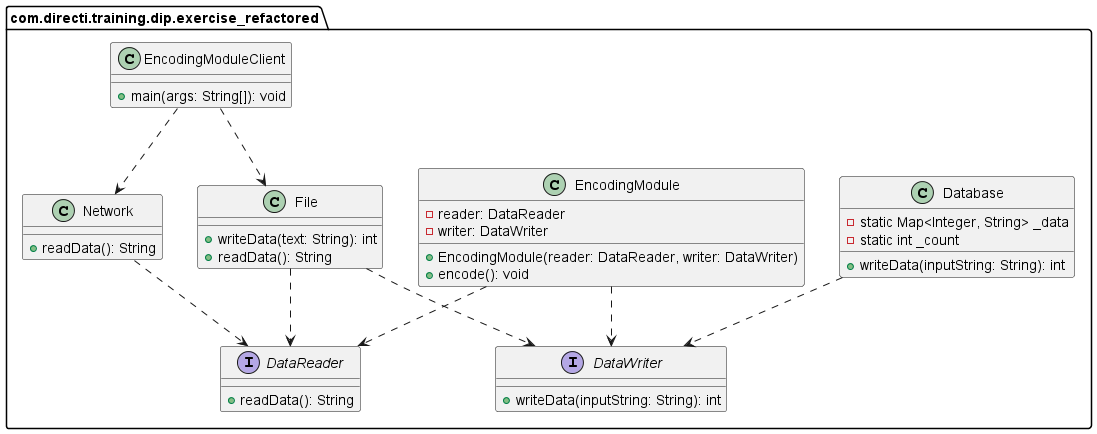 com.directi.training.dip.exercise_refactored
C EncodingModuleClient
main(args: String[]): void
C Network
readData(): String
C File
writeData(text: String): int
readData(): String
C EncodingModule
reader: DataReader
writer: DataWriter
EncodingModule(reader: DataReader, writer: DataWriter)
encode(): void
C Database
static Map<Integer, String> _data
static int _count
writeData(inputString: String): int
I DataReader
readData(): String
I DataWriter
writeData(inputString: String): int